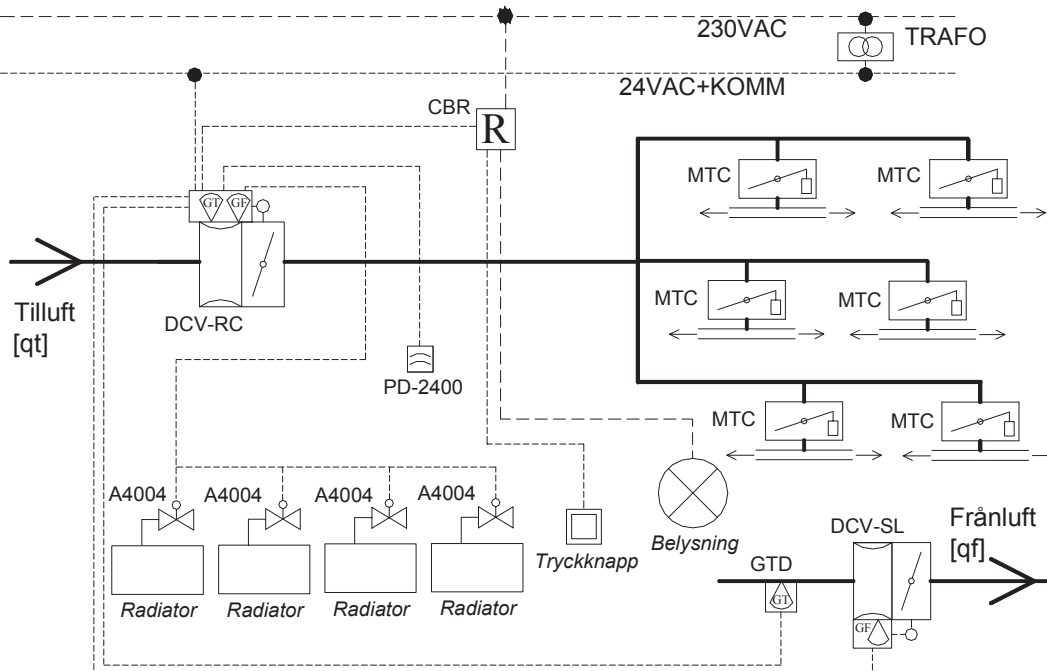 230VAC
TRAFO
24VAC+KOMM
CBR
R
MTC
MTC
GT
GF
Tilluft
[qt]
DCV-RC
MTC
MTC
PD-2400
MTC
MTC
A4004
A4004
A4004
A4004
Radiator
Radiator
Radiator
Radiator
Tryckknapp
Belysning
DCV-SL
Frånluft
[qf]
GTD
GT
GF